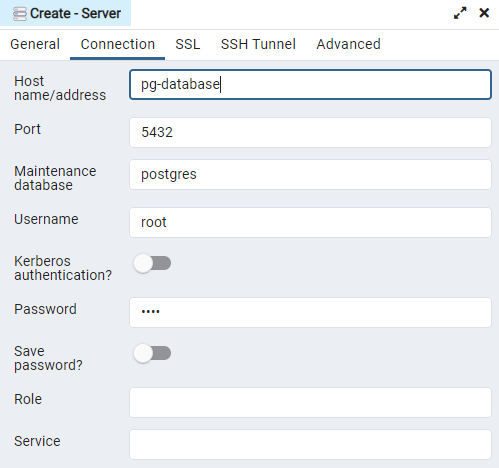 Create - Server
General Connection SSL SSH Tunnel Advanced
Host
name/address
pg-database
Port
5432
Maintenance
database
postgres
Username
root
Kerberos
authentication?
Password
••••
Save
password?
Role
Service